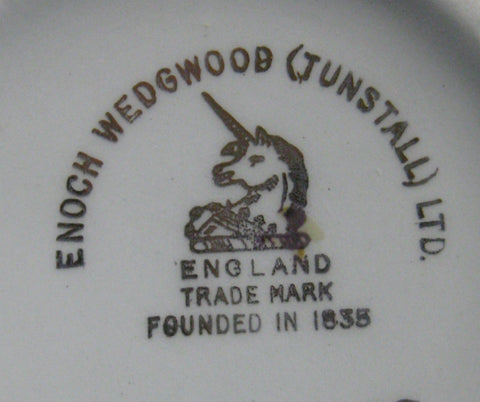 ENOCH WEDGWOOD (TUNSTALL) LTD.
ENGLAND
TRADE MARK
FOUNDED IN 1835